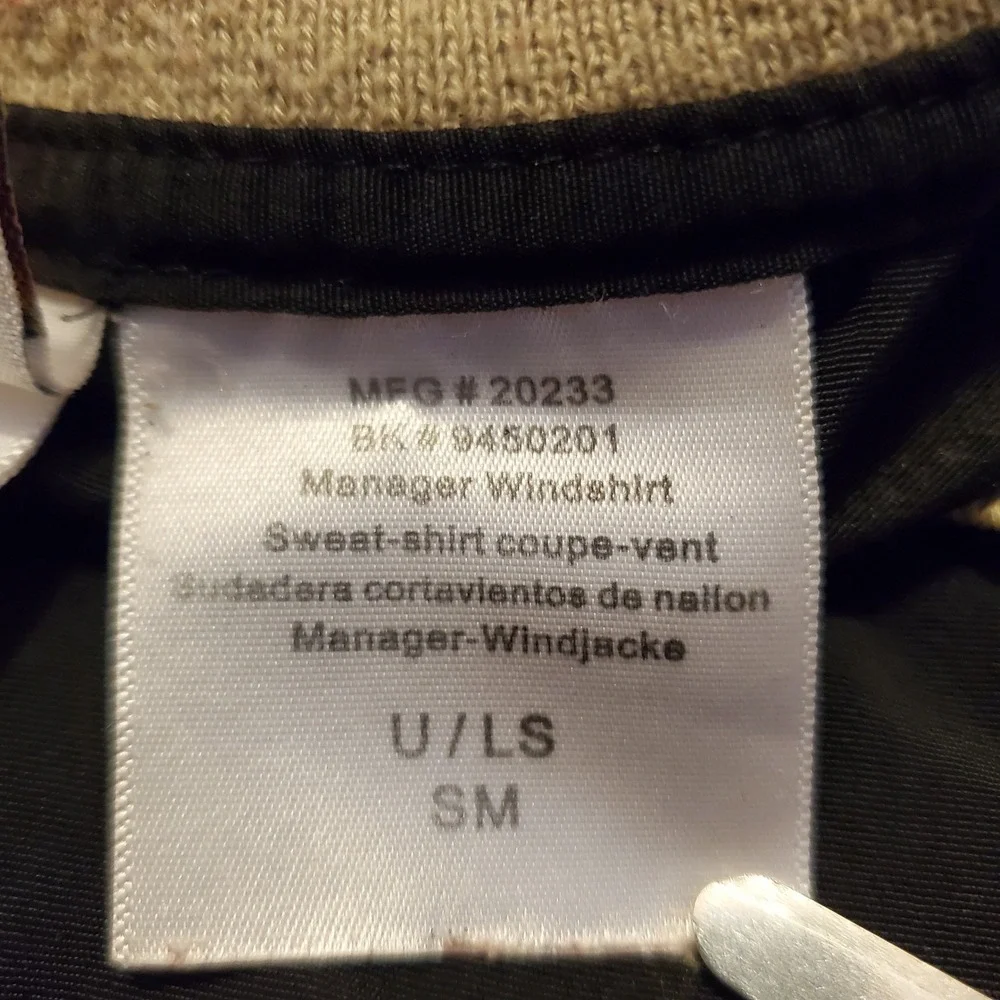 MFG # 20233
BK # 9450201
Manager Windshirt
Sweat-shirt coupe-vent
Sudadera cortavientos de nailon
Manager-Windjacke
U / LS
SM